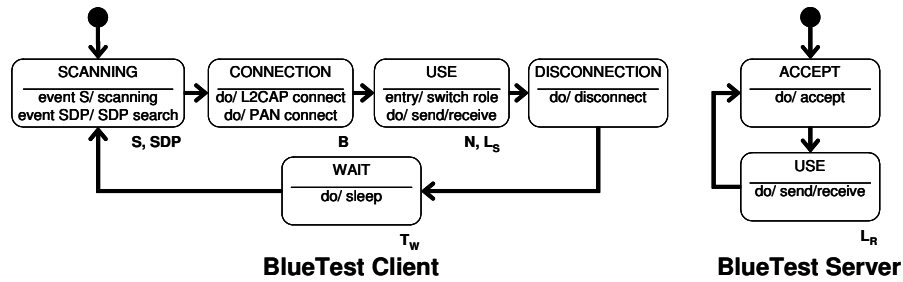 SCANNING
event S/ scanning
event SDP/ SDP search
S, SDP
CONNECTION
do/ L2CAP connect
do/ PAN connect
B
USE
entry/ switch role
do/ send/receive
N, LS
DISCONNECTION
do/ disconnect
WAIT
do/ sleep
TW
BlueTest Client
ACCEPT
do/ accept
USE
do/ send/receive
LR
BlueTest Server